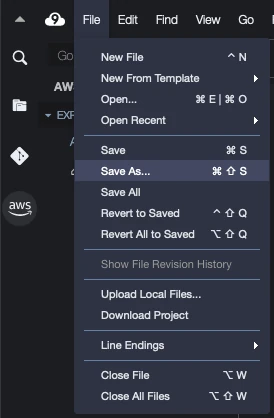 9 File Edit Find View Go
Go
New File ^ N
AW
New From Template
Open... ⌘ E | ⌘ O
EXP
Open Recent
A
Save ⌘ S
Save As... ⌘ ⇧ S
Save All
aws
Revert to Saved ^ ⇧ Q
Revert All to Saved ⌥ ⇧ Q
Show File Revision History
Upload Local Files...
Download Project
Line Endings
Close File ⌥ W
Close All Files ⌥ ⇧ W